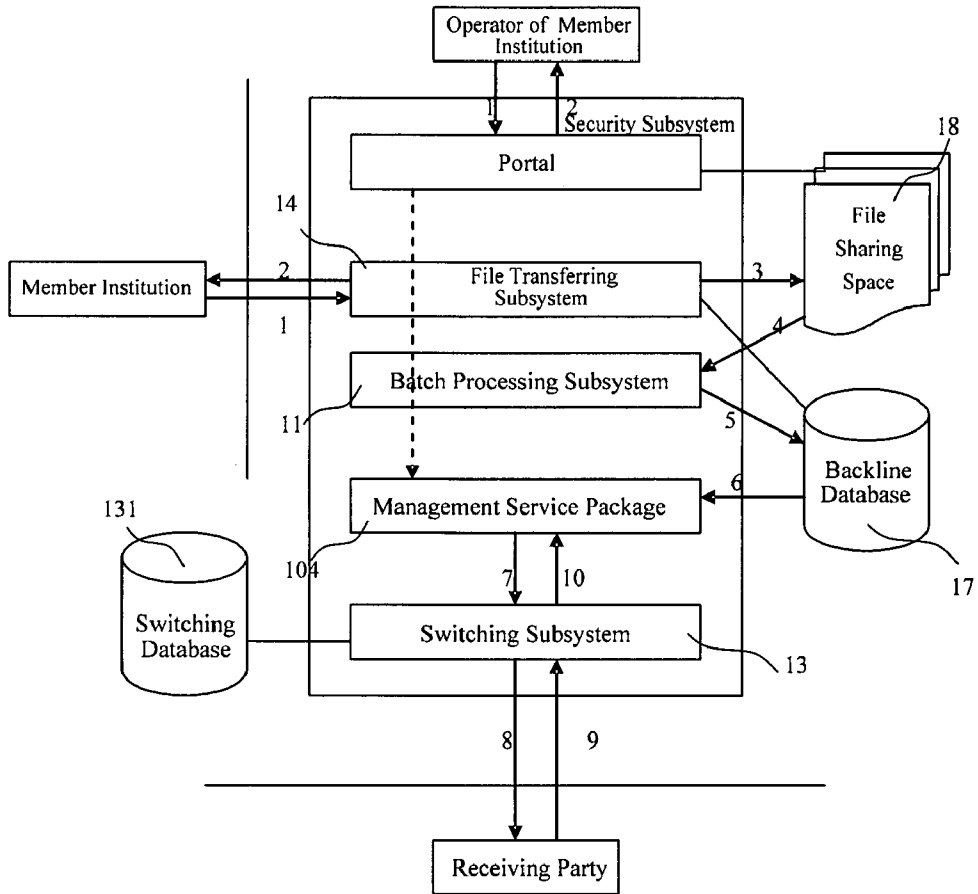 Operator of Member
Institution
1
2
Security Subsystem
Portal
18
File
Sharing
Space
14
2
File Transferring
Subsystem
3
Member Institution
1
4
Batch Processing Subsystem
11
5
Backline
Database
6
Management Service Package
131
104
7
10
17
Switching
Database
Switching Subsystem
13
8
9
Receiving Party